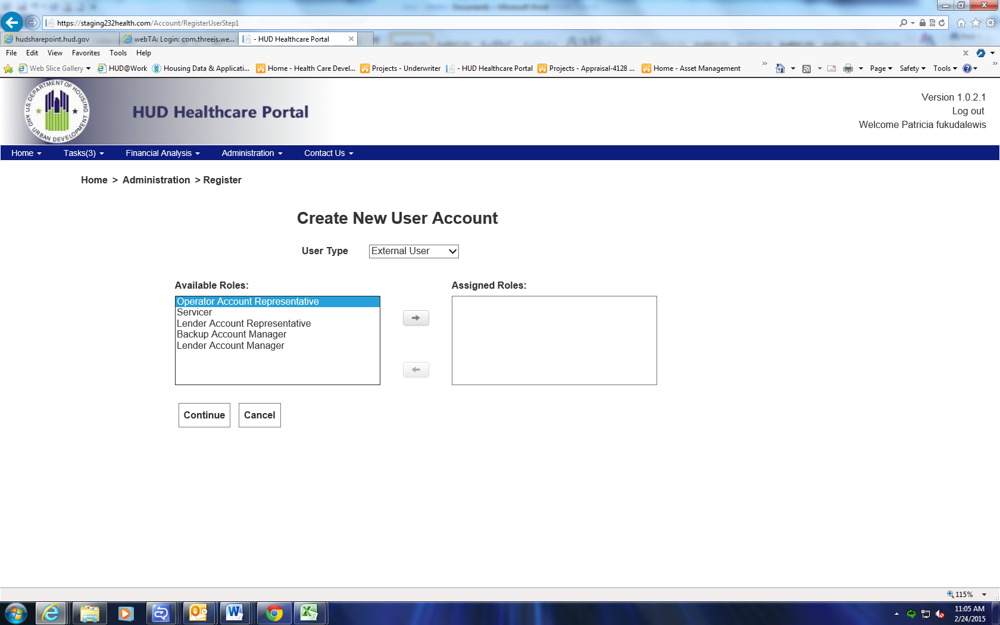 https://staging232health.com/Account/RegisterUserStep1
hudsharepoint.hud.gov
webTA: Login: com.threeis.we...
- HUD Healthcare Portal
File Edit View Favorites Tools Help
Web Slice Gallery
HUD@Work
Housing Data & Applicati...
Home - Health Care Devel...
Projects - Underwriter
- HUD Healthcare Portal
Projects - Appraisal-4128 ...
Home - Asset Management
Page Safety Tools
U.S. DEPARTMENT OF HOUSING AND URBAN DEVELOPMENT
HUD Healthcare Portal
Version 1.0.2.1
Log out
Welcome Patricia fukudalewis
Home Tasks(3) Financial Analysis Administration Contact Us
Home > Administration > Register
Create New User Account
User Type External User
Available Roles:
Operator Account Representative
Servicer
Lender Account Representative
Backup Account Manager
Lender Account Manager
Assigned Roles:
Continue Cancel
115%
11:05 AM
2/24/2015